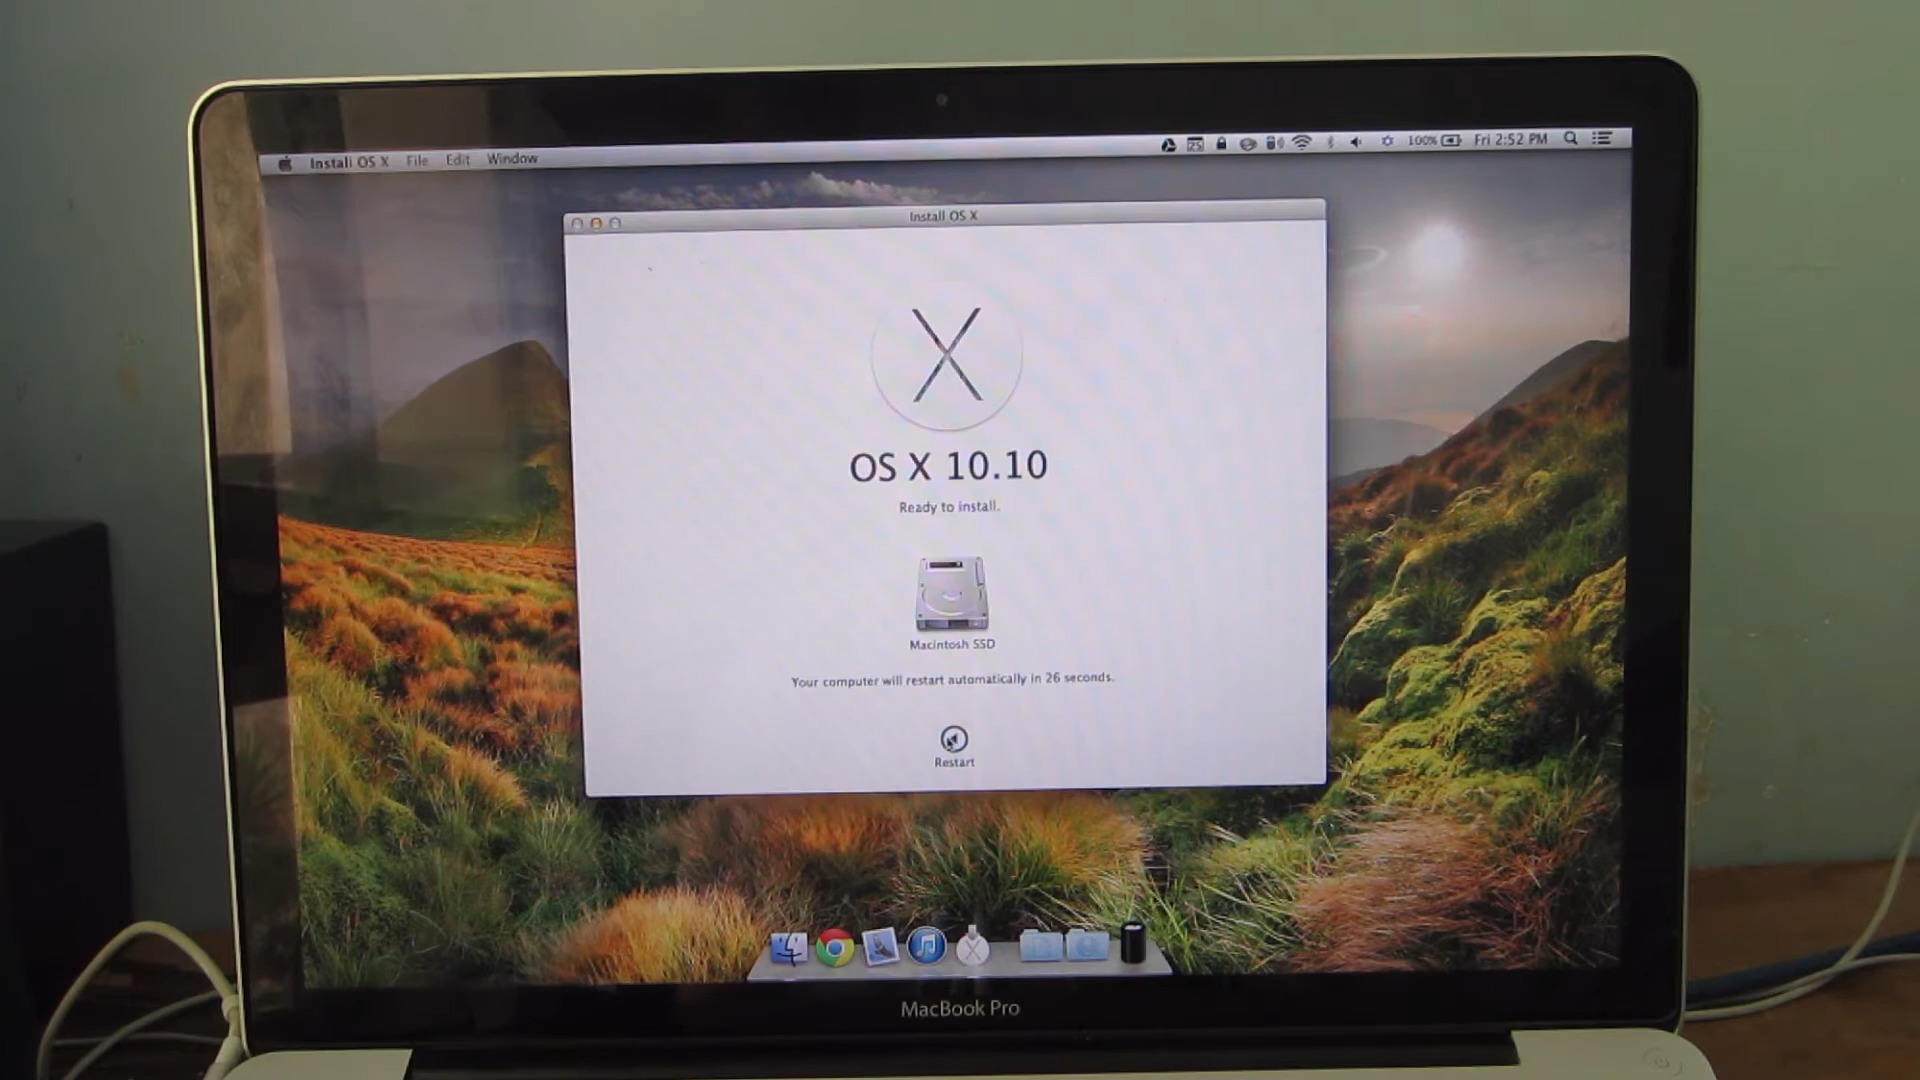 Install OS X File Edit Window
25 100% Fri 2:52 PM
Install OS X
OS X 10.10
Ready to install.
Macintosh SSD
Your computer will restart automatically in 26 seconds.
Restart
MacBook Pro